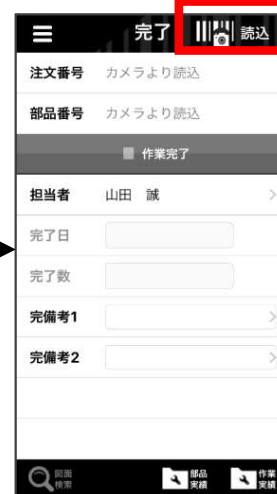 完了
読込
注文番号 カメラより読込
部品番号 カメラより読込
作業完了
担当者 山田 誠
完了日
完了数
完備考1
完備考2
図面
検索
部品
実績
作業
実績